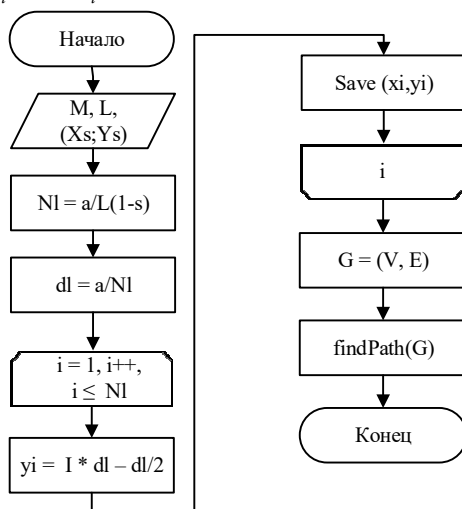 Начало
M, L,
(Xs;Ys)
Nl = a/L(1-s)
dl = a/Nl
i = 1, i++,
i ≤ Nl
yi = I * dl – dl/2
Save (xi,yi)
i
G = (V, E)
findPath(G)
Конец